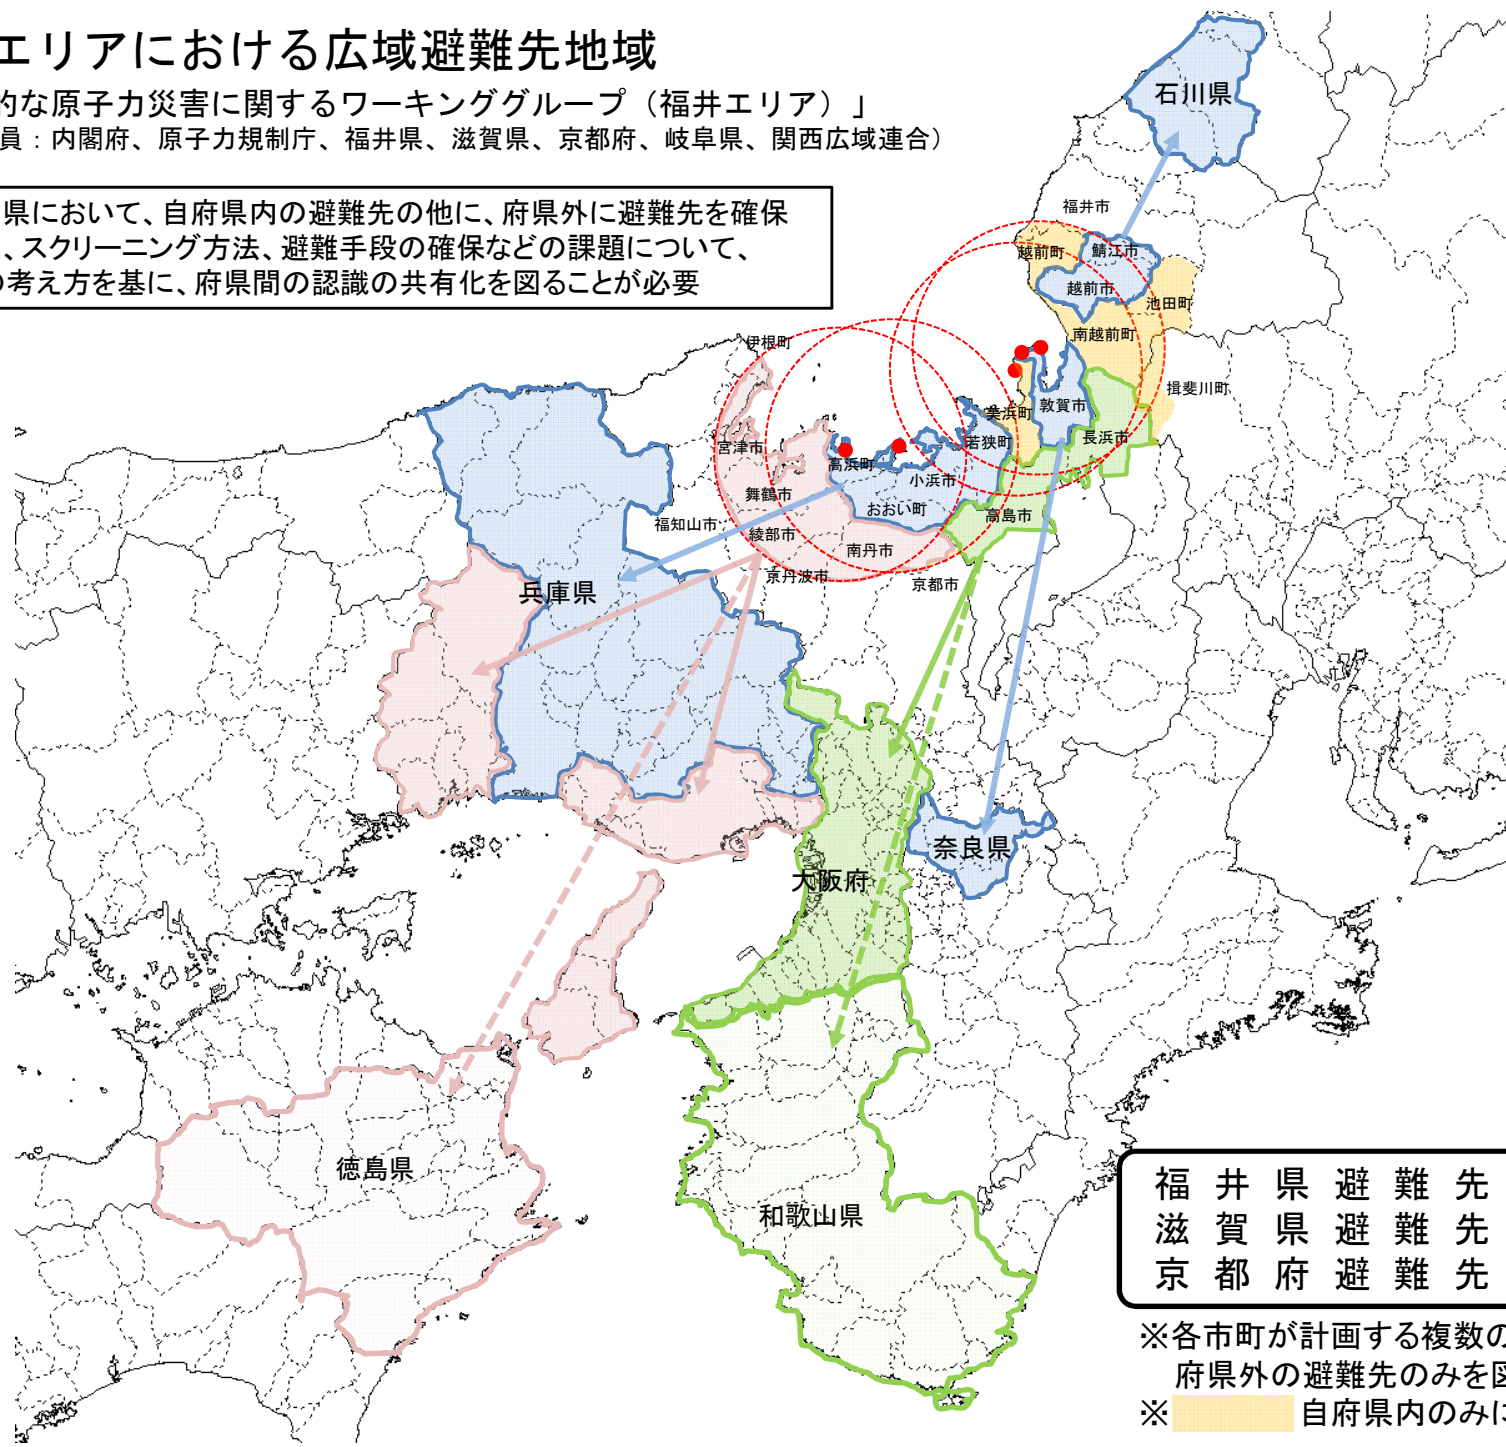 エリアにおける広域避難先地域
的な原子力災害に関するワーキンググループ（福井エリア）」
員：内閣府、原子力規制庁、福井県、滋賀県、京都府、岐阜県、関西広域連合）
県において、自府県内の避難先の他に、府県外に避難先を確保
、スクリーニング方法、避難手段の確保などの課題について、
の考え方を基に、府県間の認識の共有化を図ることが必要
石川県
福井市
越前町
鯖江市
越前市
池田町
南越前町
揖斐川町
伊根町
美浜町
敦賀市
長浜市
若狭町
宮津市
高浜町
小浜市
舞鶴市
おおい町
高島市
福知山市
綾部市
南丹市
京丹波市
京都市
兵庫県
奈良県
大阪府
徳島県
和歌山県
福井県避難先
滋賀県避難先
京都府避難先
※各市町が計画する複数の
府県外の避難先のみを図
※ 自府県内のみに